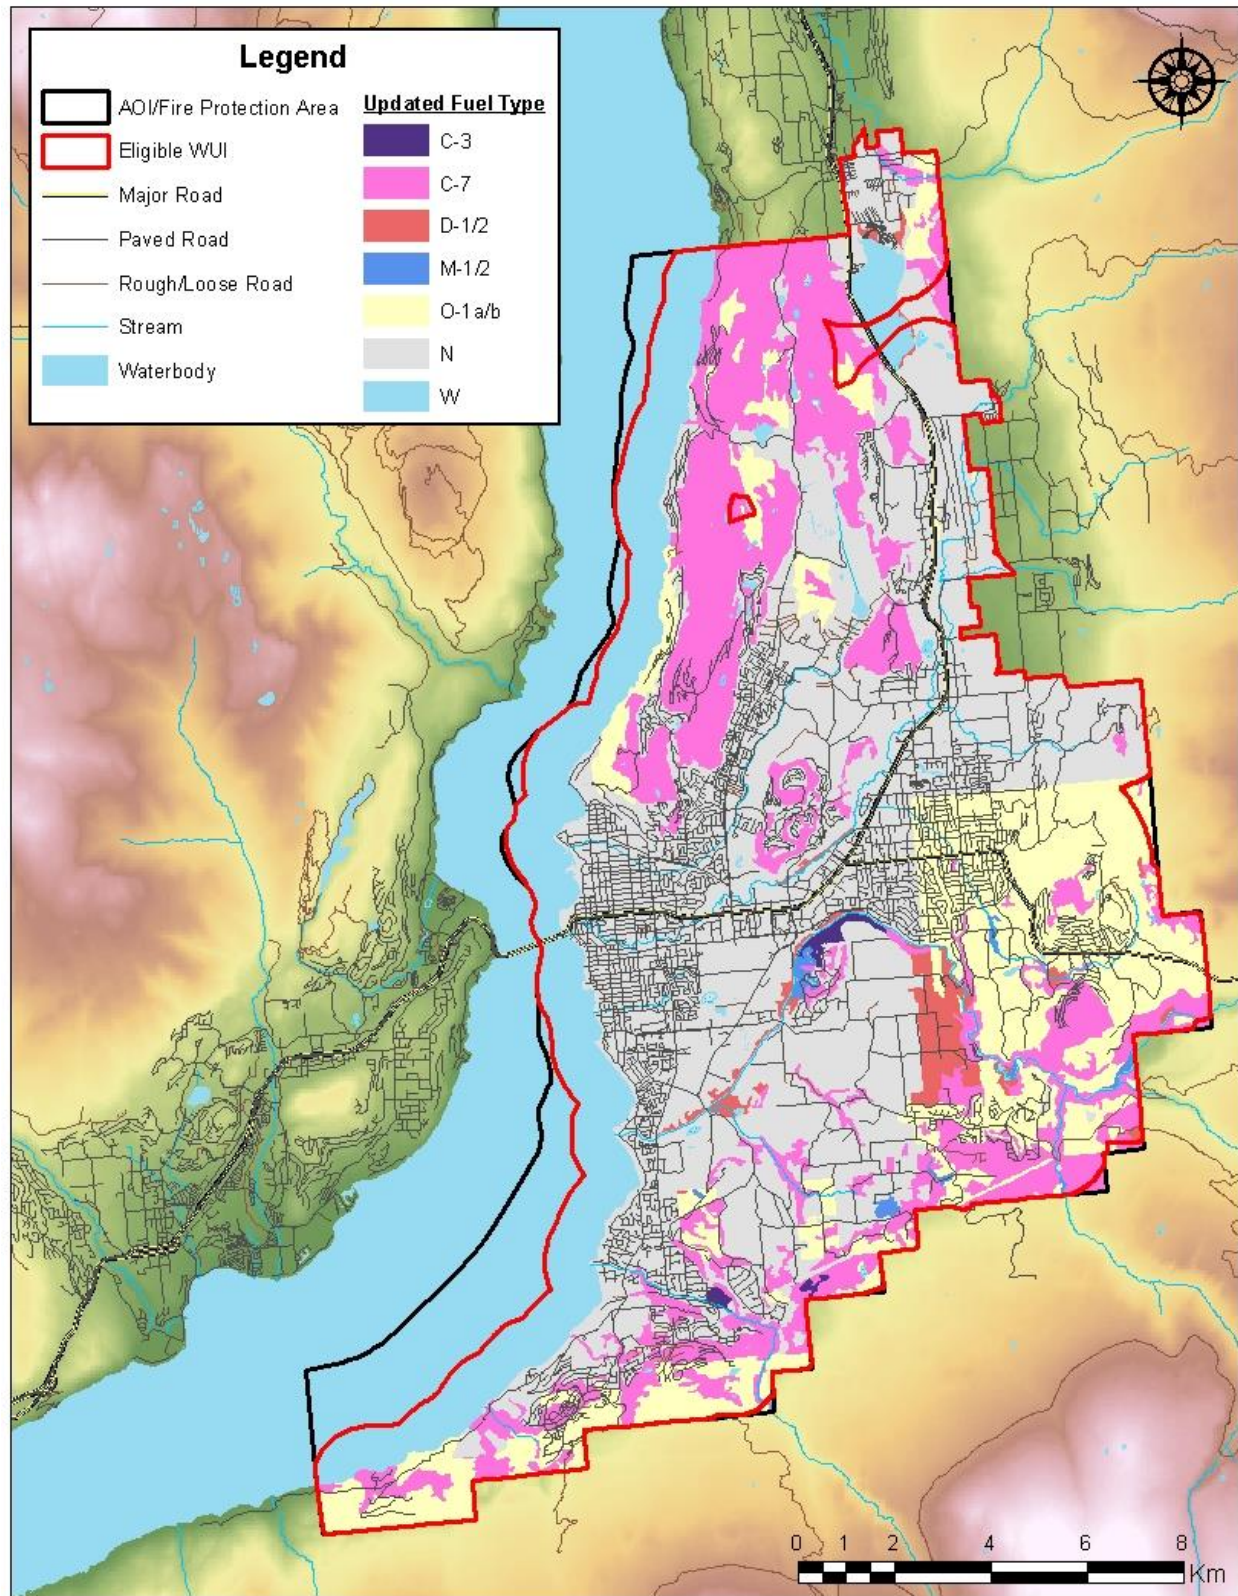 Legend
AOI/Fire Protection Area
Eligible WUI
Major Road
Paved Road
Rough/Loose Road
Stream
Waterbody
Updated Fuel Type
C-3
C-7
D-1/2
M-1/2
O-1a/b
N
W
0 1 2 4 6 8
Km